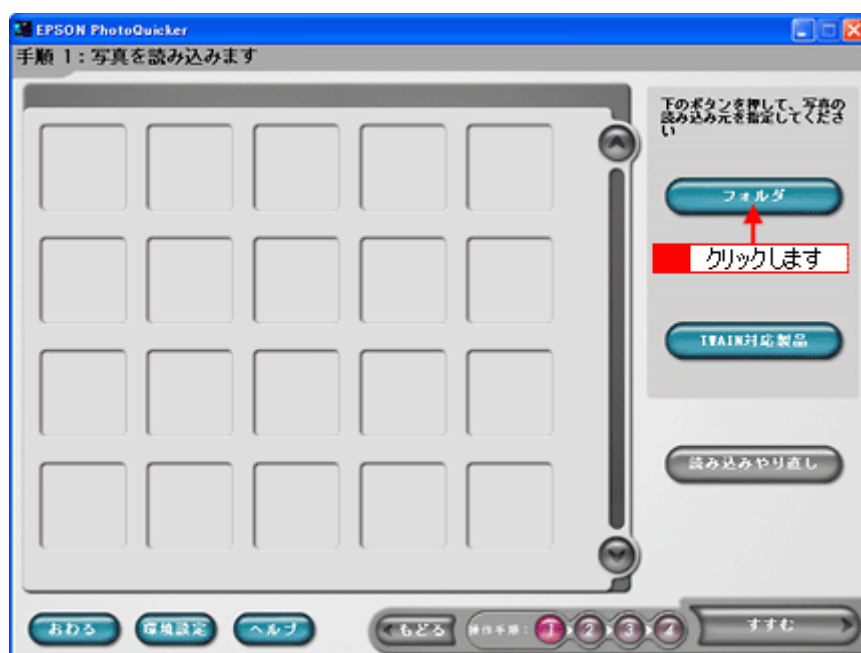 EPSON PhotoQuicker
手順 1：写真を読み込みます
下のボタンを押して、写真の
読み込み元を指定してくださ
い
フォルダ
クリックします
TWAIN対応製品
読み込みやり直し
おわる
環境設定
ヘルプ
もどる
操作手順：
1
2
3
4
すすむ